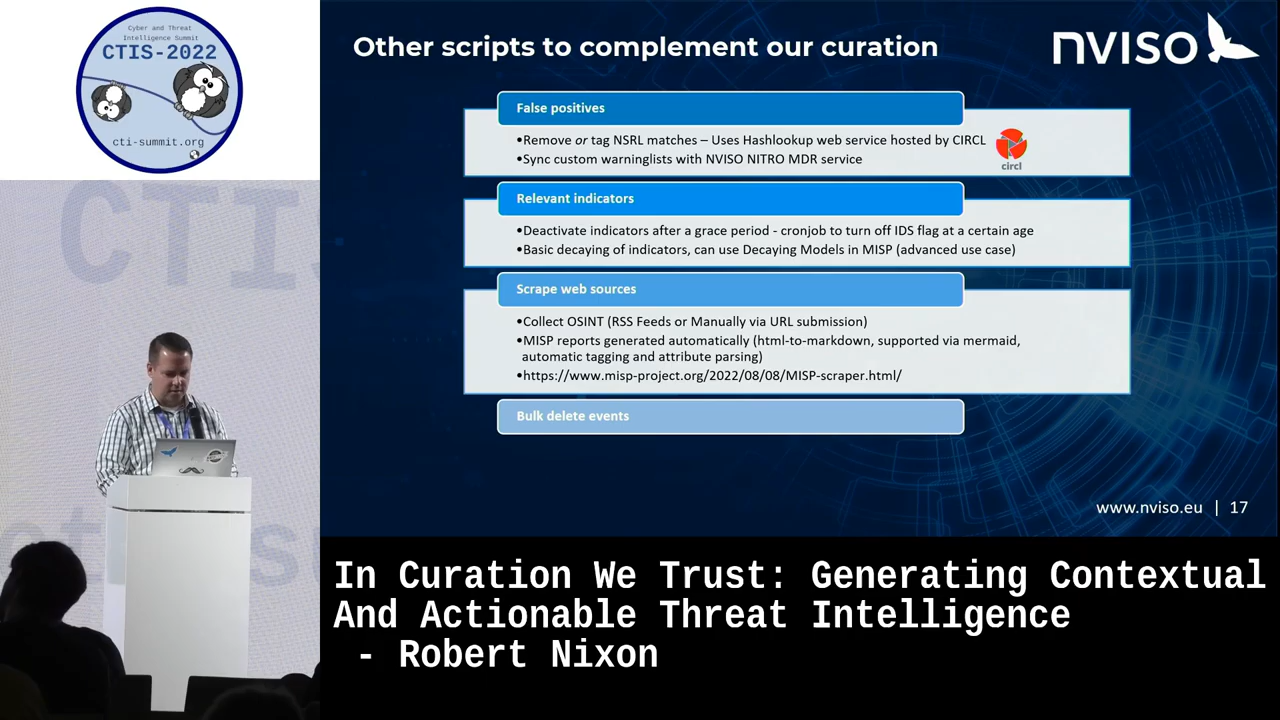 Cyber and Threat
Intelligence Summit
CTIS-2022
cti-summit.org
CTIS
Other scripts to complement our curation
nviso
False positives
•Remove or tag NSRL matches – Uses Hashlookup web service hosted by CIRCL
•Sync custom warninglists with NVISO NITRO MDR service
circl
Relevant indicators
•Deactivate indicators after a grace period - cronjob to turn off IDS flag at a certain age
•Basic decaying of indicators, can use Decaying Models in MISP (advanced use case)
Scrape web sources
•Collect OSINT (RSS Feeds or Manually via URL submission)
•MISP reports generated automatically (html-to-markdown, supported via mermaid,
automatic tagging and attribute parsing)
•https://www.misp-project.org/2022/08/08/MISP-scraper.html/
Bulk delete events
www.nviso.eu | 17
In Curation We Trust: Generating Contextual
And Actionable Threat Intelligence
- Robert Nixon